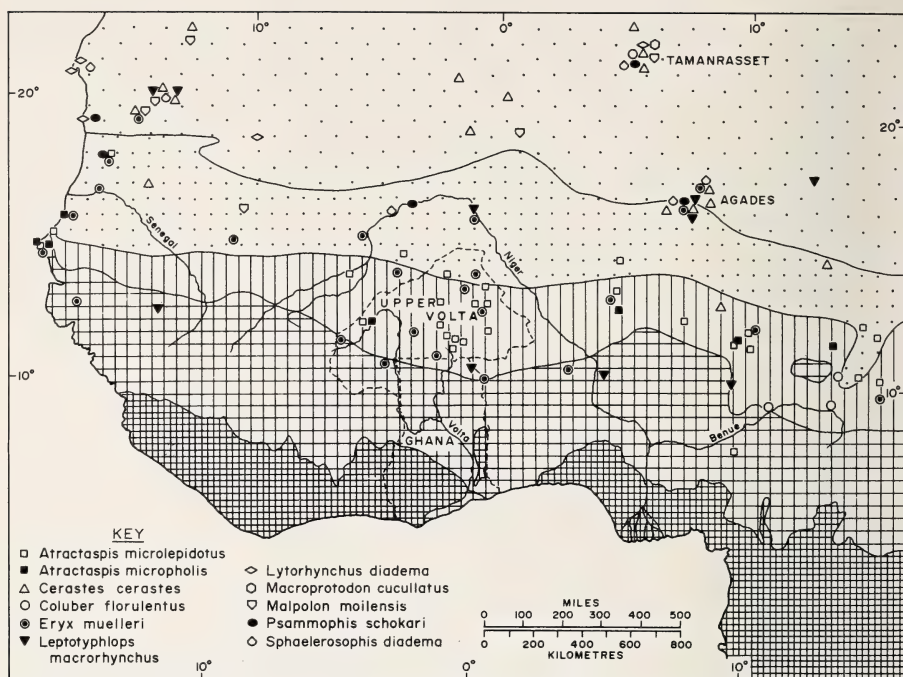 10°
0°
10°
TAMANRASSET
20°
20°
AGADES
Senegal
Niger
UPPER
VOLTA
10°
10°
Benue
Volta
GHANA
KEY
Atractaspis microlepidotus
Atractaspis micropholis
Cerastes cerastes
Coluber florulentus
Eryx muelleri
Leptotyphlops
macrorhynchus
Lytorhynchus diadema
Macroprotodon cucullatus
Malpolon moilensis
Psammophis schokari
Sphaelerosophis diadema
MILES
0 100 200 300 400 500
0 200 400 600 800
KILOMETRES
10°
0°
10°